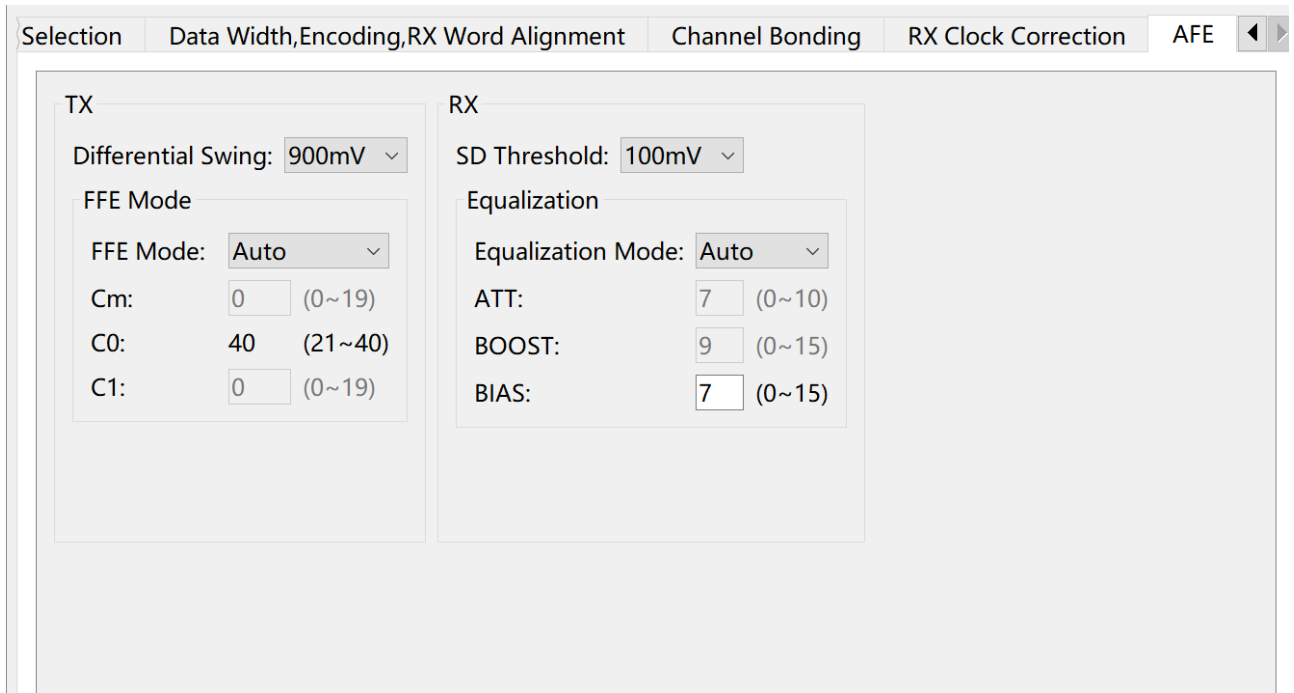 Selection Data Width,Encoding,RX Word Alignment Channel Bonding RX Clock Correction AFE
TX
Differential Swing: 900mV
FFE Mode
FFE Mode: Auto
Cm: 0 (0~19)
C0: 40 (21~40)
C1: 0 (0~19)
RX
SD Threshold: 100mV
Equalization
Equalization Mode: Auto
ATT: 7 (0~10)
BOOST: 9 (0~15)
BIAS: 7 (0~15)